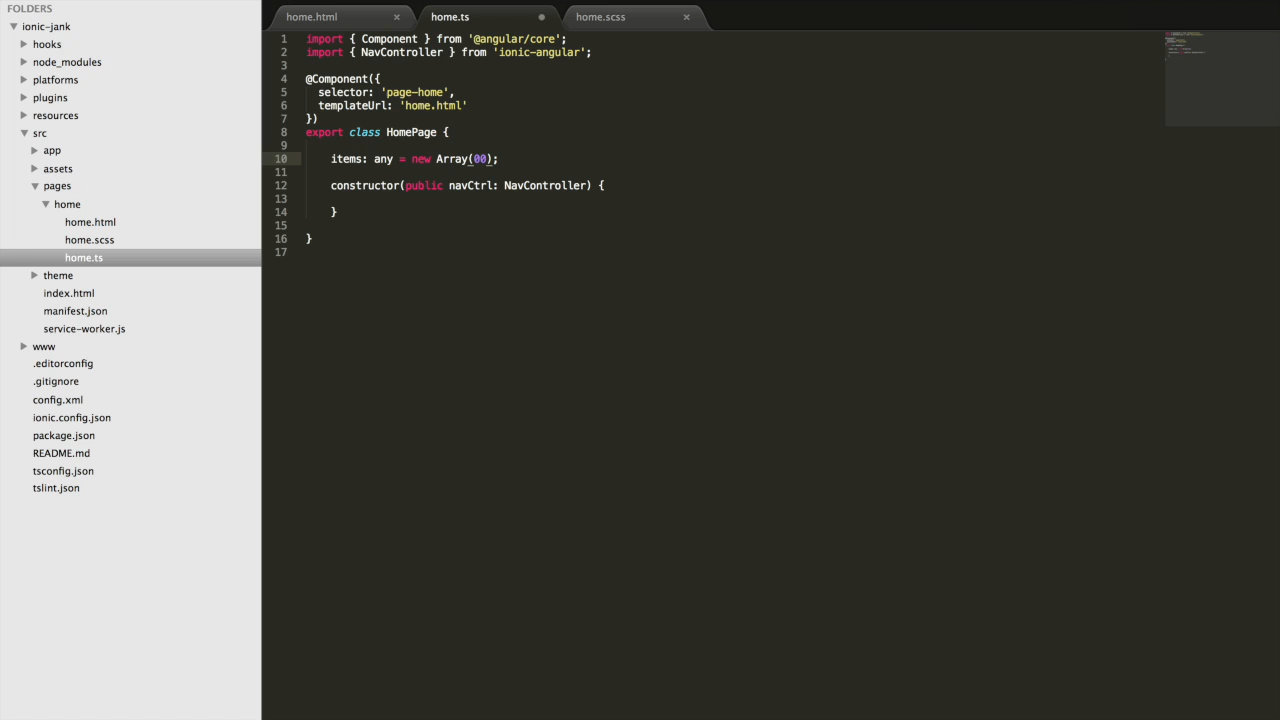 FOLDERS
ionic-jank
hooks
node_modules
platforms
plugins
resources
src
app
assets
pages
home
home.html
home.scss
home.ts
theme
index.html
manifest.json
service-worker.js
www
.editorconfig
.gitignore
config.xml
ionic.config.json
package.json
README.md
tsconfig.json
tslint.json
home.html × home.ts home.scss ×
1 import { Component } from '@angular/core';
2 import { NavController } from 'ionic-angular';
3
4 @Component({
5 selector: 'page-home',
6 templateUrl: 'home.html'
7 })
8 export class HomePage {
9
10 items: any = new Array(00);
11
12 constructor(public navCtrl: NavController) {
13
14 }
15
16 }
17